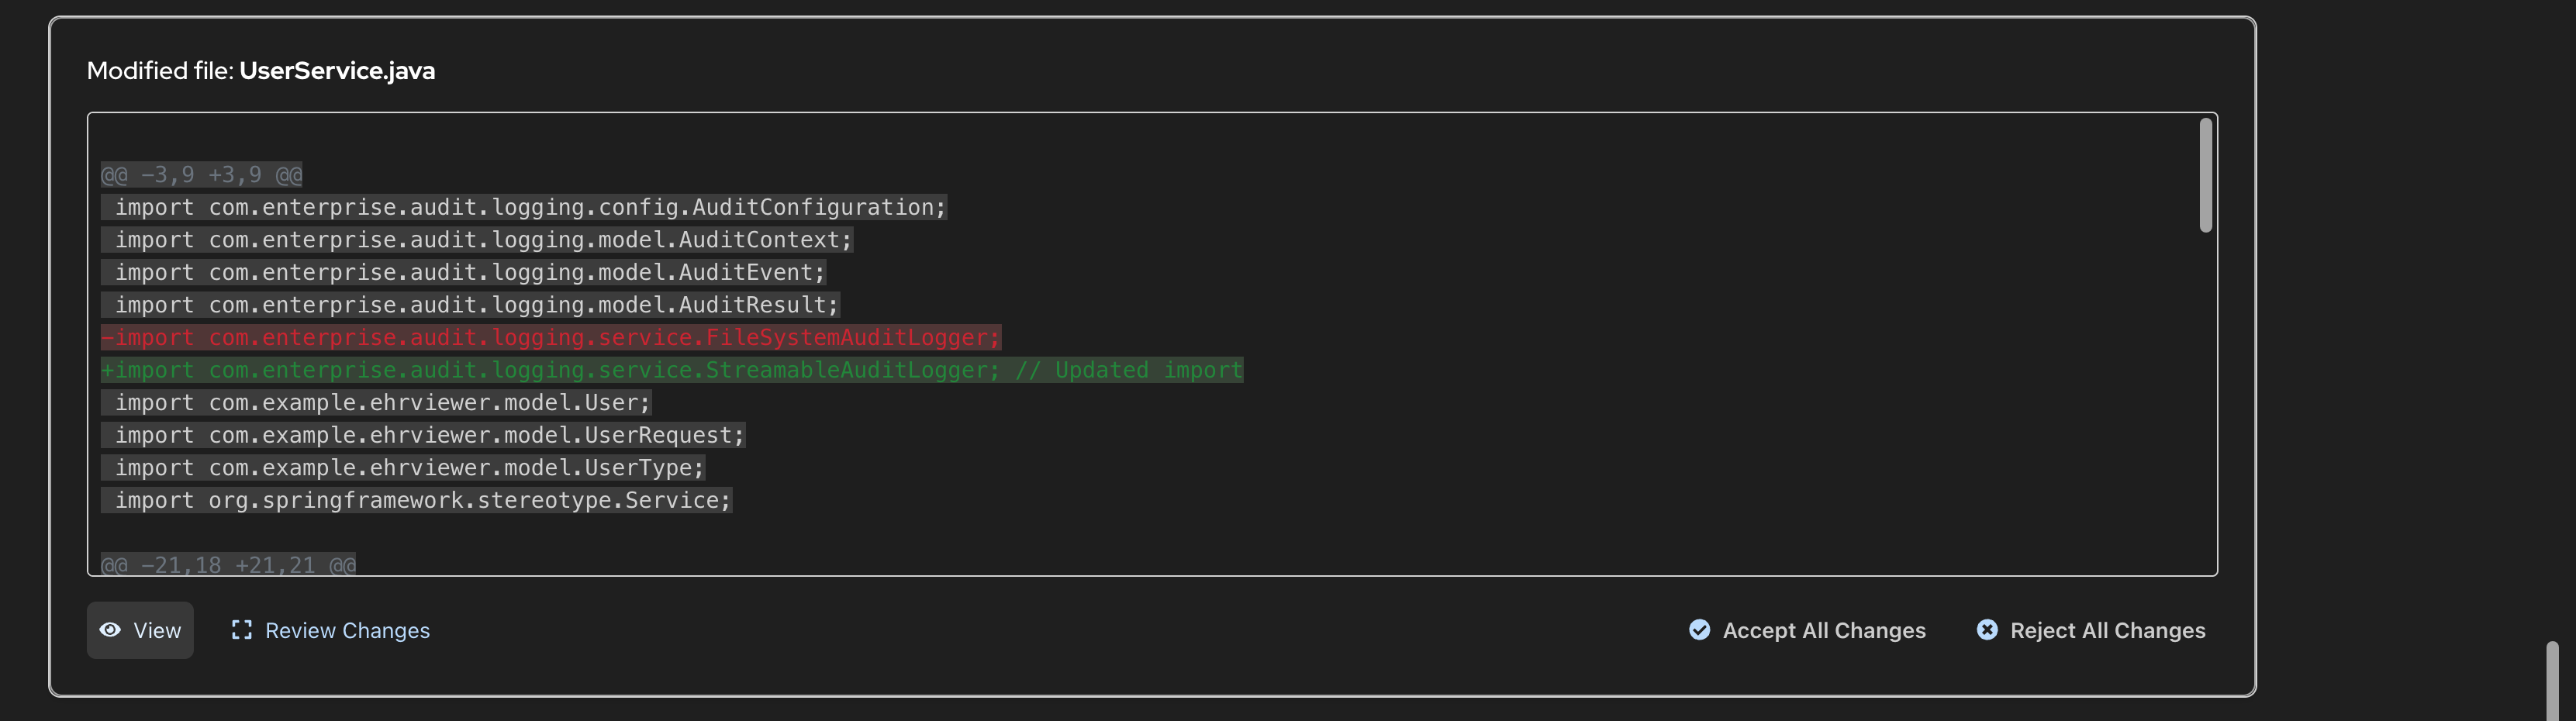 Modified file: UserService.java
@@ -3,9 +3,9 @@
 import com.enterprise.audit.logging.config.AuditConfiguration;
 import com.enterprise.audit.logging.model.AuditContext;
 import com.enterprise.audit.logging.model.AuditEvent;
 import com.enterprise.audit.logging.model.AuditResult;
-import com.enterprise.audit.logging.service.FileSystemAuditLogger;
+import com.enterprise.audit.logging.service.StreamableAuditLogger; // Updated import
 import com.example.ehrviewer.model.User;
 import com.example.ehrviewer.model.UserRequest;
 import com.example.ehrviewer.model.UserType;
 import org.springframework.stereotype.Service;
@@ -21,18 +21,21 @@
View Review Changes Accept All Changes Reject All Changes